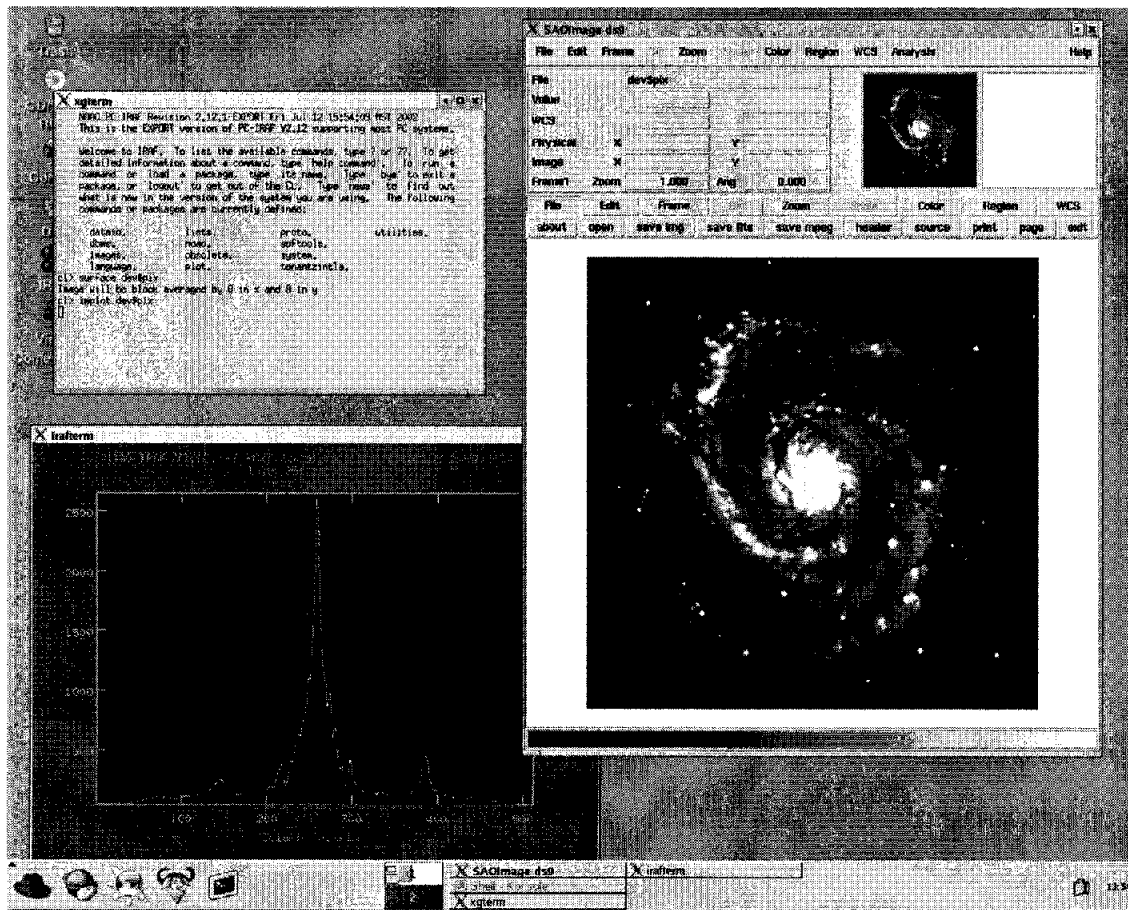 X xgterm
NOAO PC-IRAF Revision 2.12.1-EXPORT Fri Jul 12 15:54:09 MST 2002
This is the EXPORT version of PC-IRAF V2.12 supporting most PC systems.
Welcome to IRAF. To list the available commands, type ? or ??. To get
detailed information about a command, type `help command'. To run a
command or load a package, type its name. Type `bye' to exit a
package, or `logout' to get out of the CL. Type `news' to find out
what is new in the version of the system you are using. The following
commands or packages are currently defined:
dataio. lists. proto. utilities.
dbms. noao. softools.
images. obsolete. system.
language. plot.
cl> surface dev$pix
Image will be block averaged by 8 in x and 8 in y
cl> implot dev$pix
X irafterm
2500
2000
1500
1000
100 200 300 400
X SAOImage ds9
File Edit Frame Zoom Color Region WCS Analysis Help
File dev$pix
Value
WCS
Physical X Y
Image X Y
Frame1 Zoom 1.000 Ang 0.000
File Edit Frame Zoom Color Region WCS
about open save img save fits save mpeg header source print page exit
X SAOImage ds9
X irafterm
Shell - Konsole
X xgterm